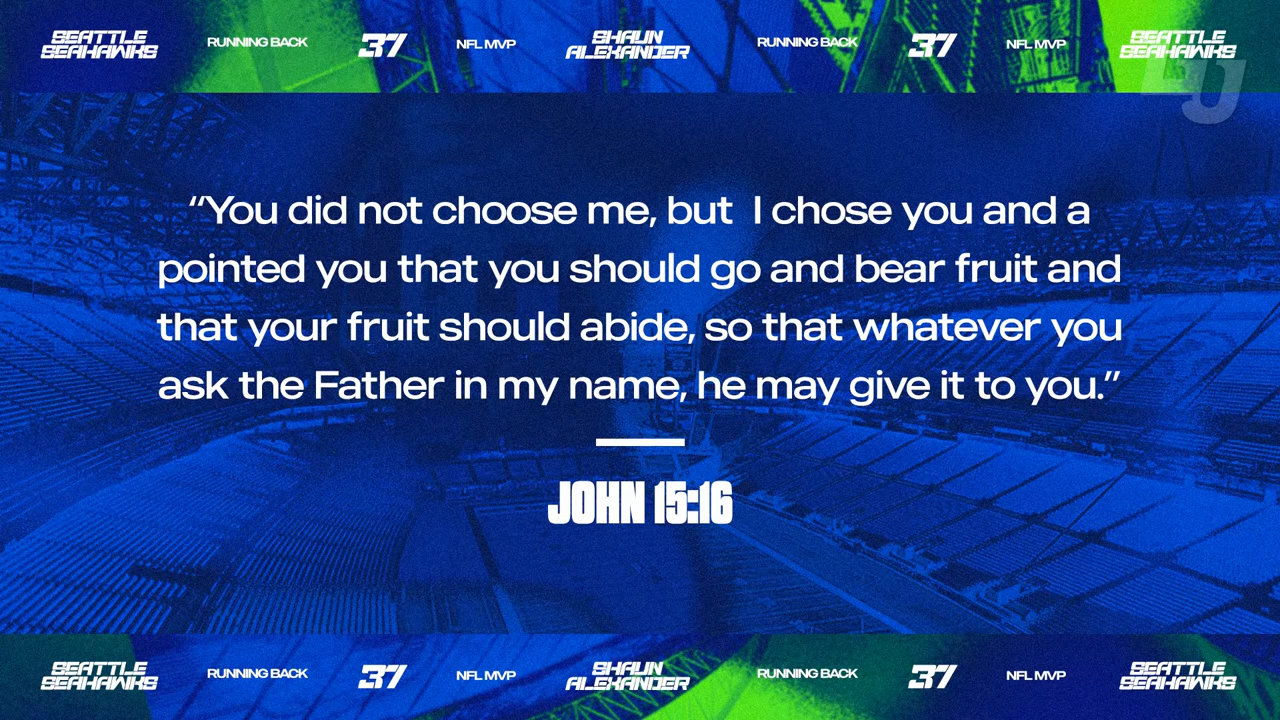 SEATTLE SEAHAWKS RUNNING BACK 37 NFL MVP SHAUN ALEXANDER RUNNING BACK 37 NFL MVP SEATTLE SEAHAWKS
“You did not choose me, but I chose you and a
pointed you that you should go and bear fruit and
that your fruit should abide, so that whatever you
ask the Father in my name, he may give it to you.”
JOHN 15:16
SEATTLE SEAHAWKS RUNNING BACK 37 NFL MVP SHAUN ALEXANDER RUNNING BACK 37 NFL MVP SEATTLE SEAHAWKS